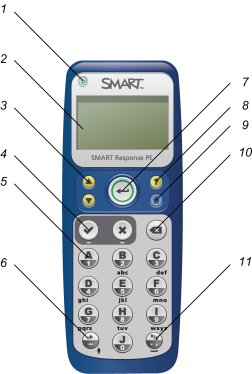 1
2
3
4
5
6
7
8
9
10
11
SMART™
SMART Response PE
?
A 1
B 2
C 3
abc
def
D 4
E 5
F 6
ghi
jkl
mno
G 7
H 8
I 9
pqrs
tuv
wxyz
J 0